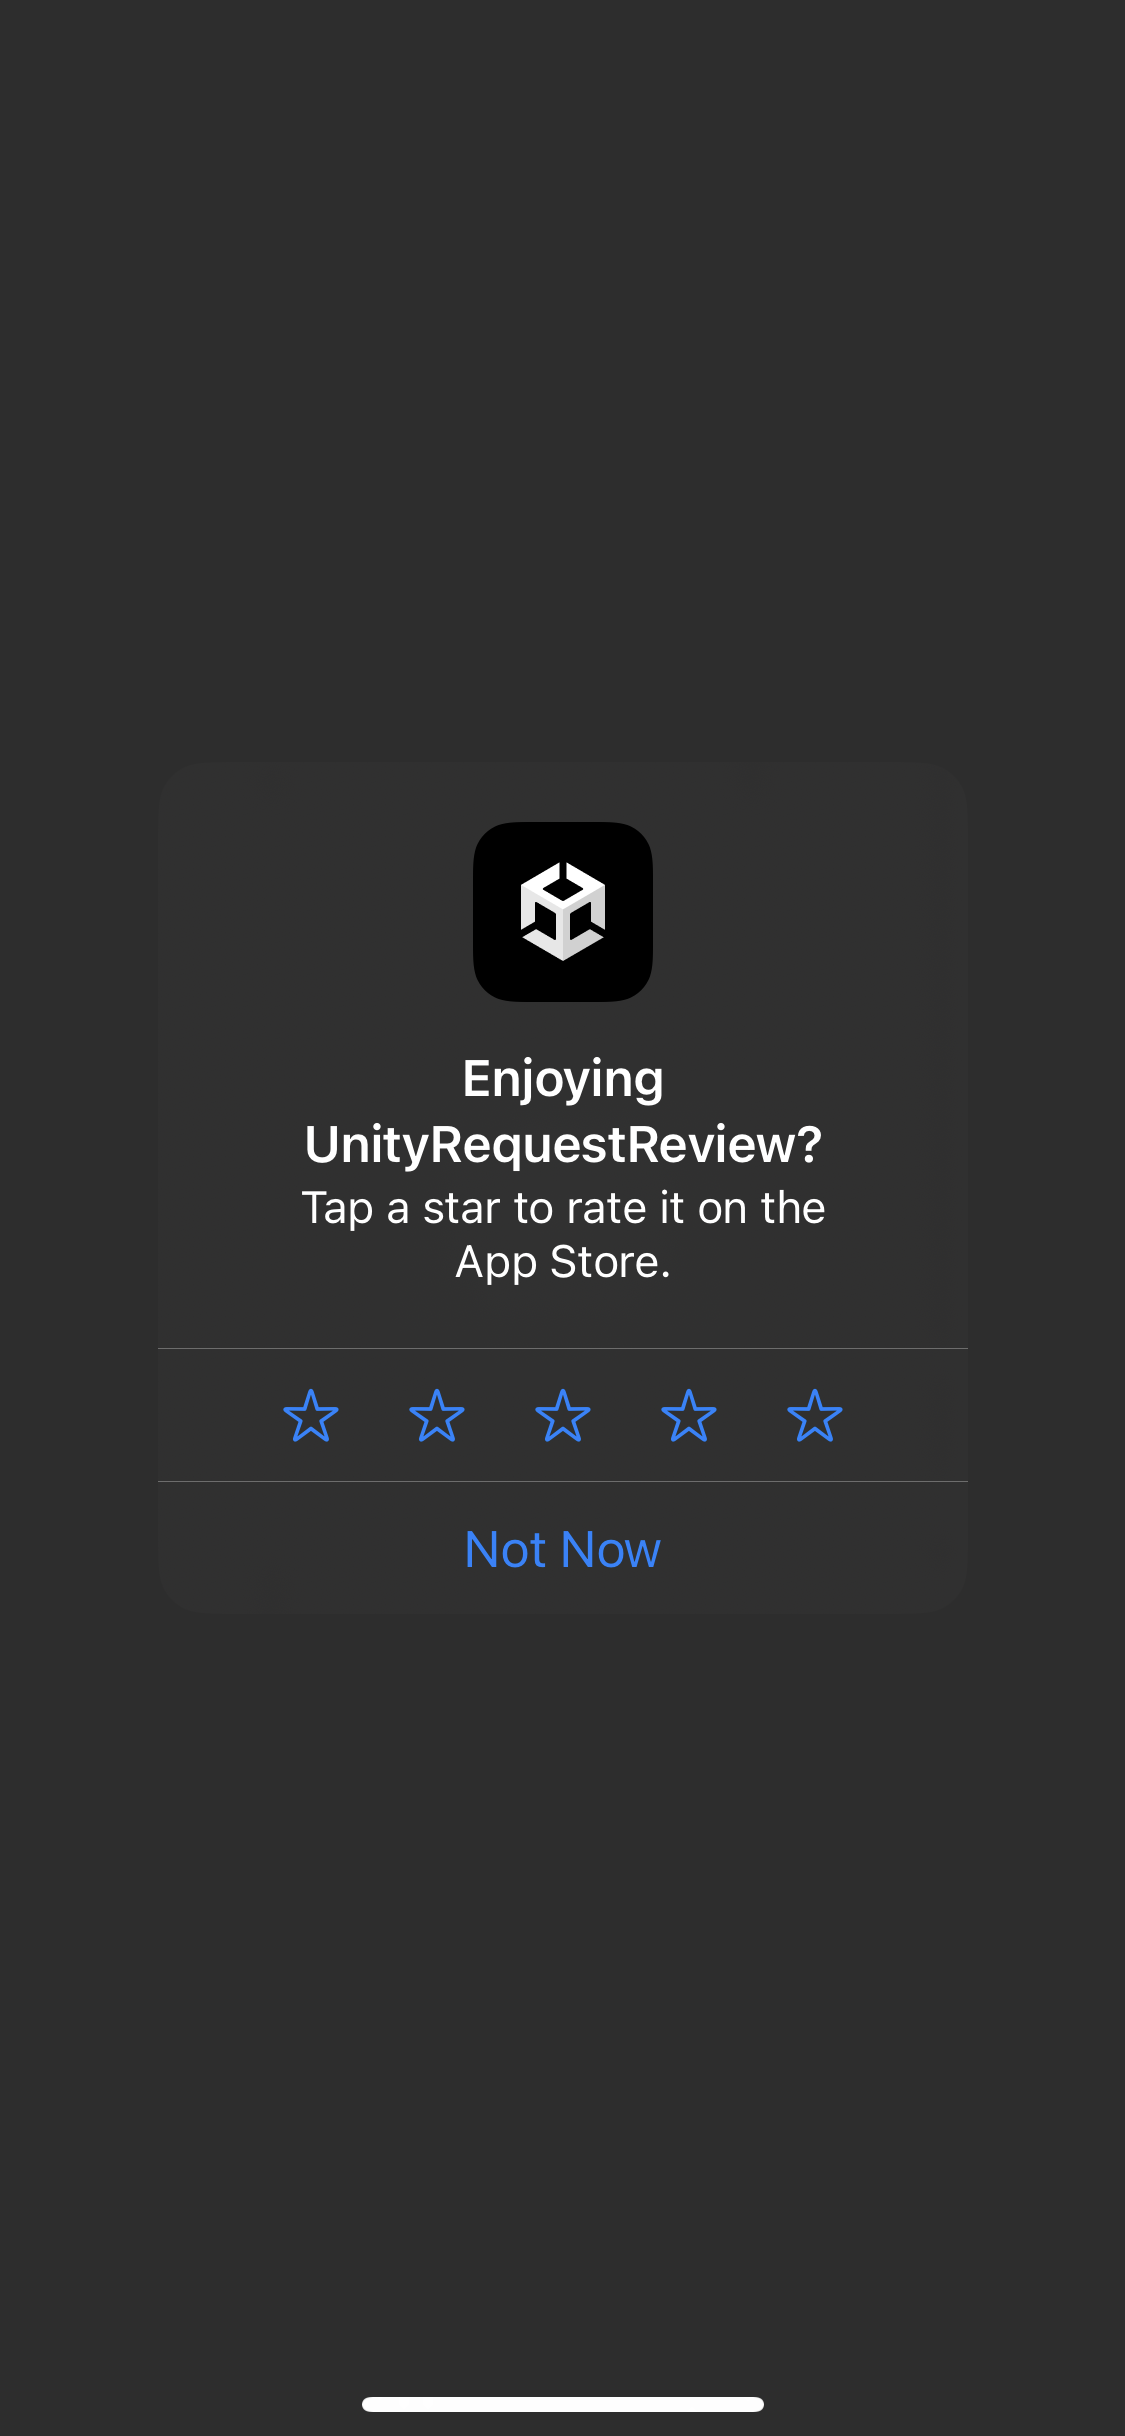 Enjoying
UnityRequestReview?
Tap a star to rate it on the
App Store.
Not Now